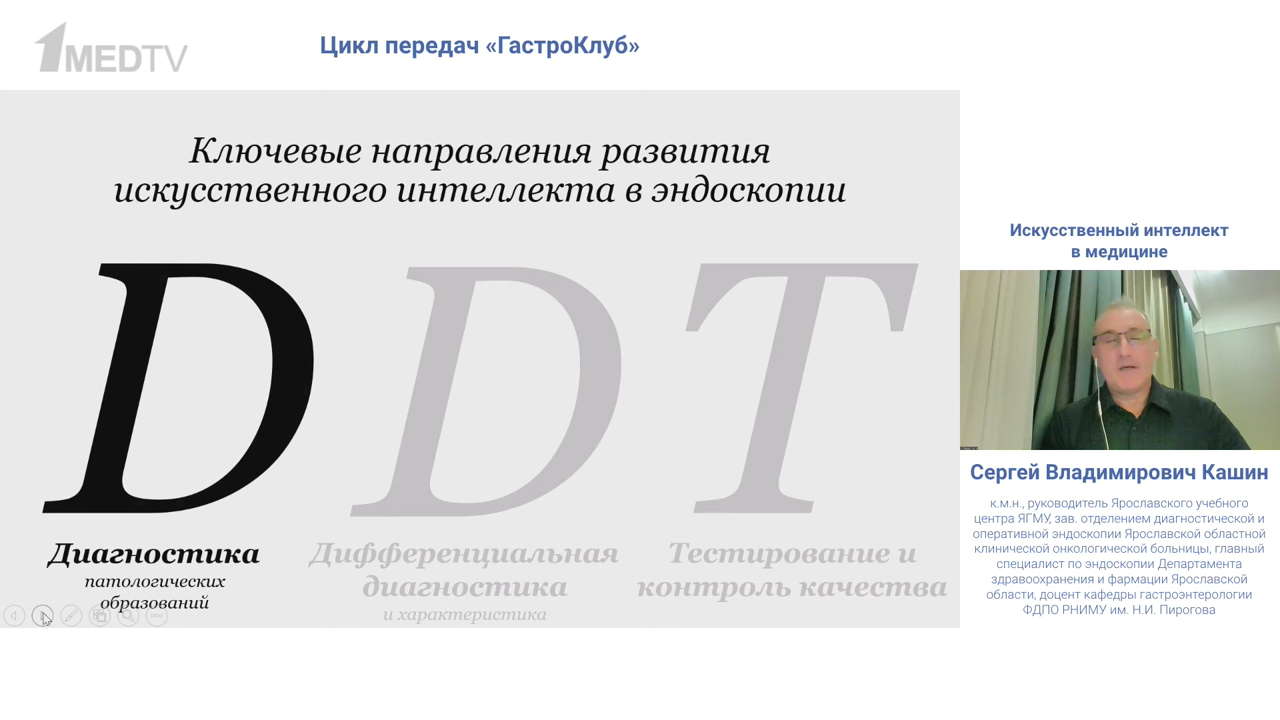 1MEDTV
Цикл передач «ГастроКлуб»
Ключевые направления развития
искусственного интеллекта в эндоскопии
D D T
Диагностика
патологических
образований
Дифференциальная
диагностика
и характеристика
Тестирование и
контроль качества
Искусственный интеллект
в медицине
Сергей Владимирович Кашин
к.м.н., руководитель Ярославского учебного
центра ЯГМУ, зав. отделением диагностической и
оперативной эндоскопии Ярославской областной
клинической онкологической больницы, главный
специалист по эндоскопии Департамента
здравоохранения и фармации Ярославской
области, доцент кафедры гастроэнтерологии
ФДПО РНИМУ им. Н.И. Пирогова